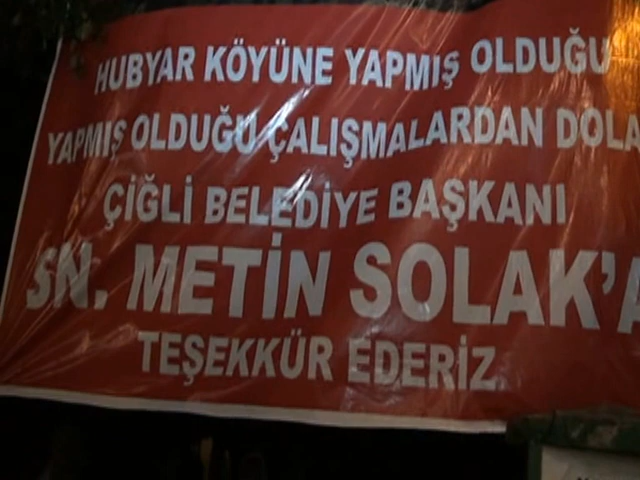 HUBYAR KÖYÜNE YAPMIŞ OLDUĞU
YAPMIŞ OLDUĞU ÇALIŞMALARDAN DOLA
ÇİĞLİ BELEDİYE BAŞKANI
SN. METİN SOLAK'A
TEŞEKKÜR EDERİZ